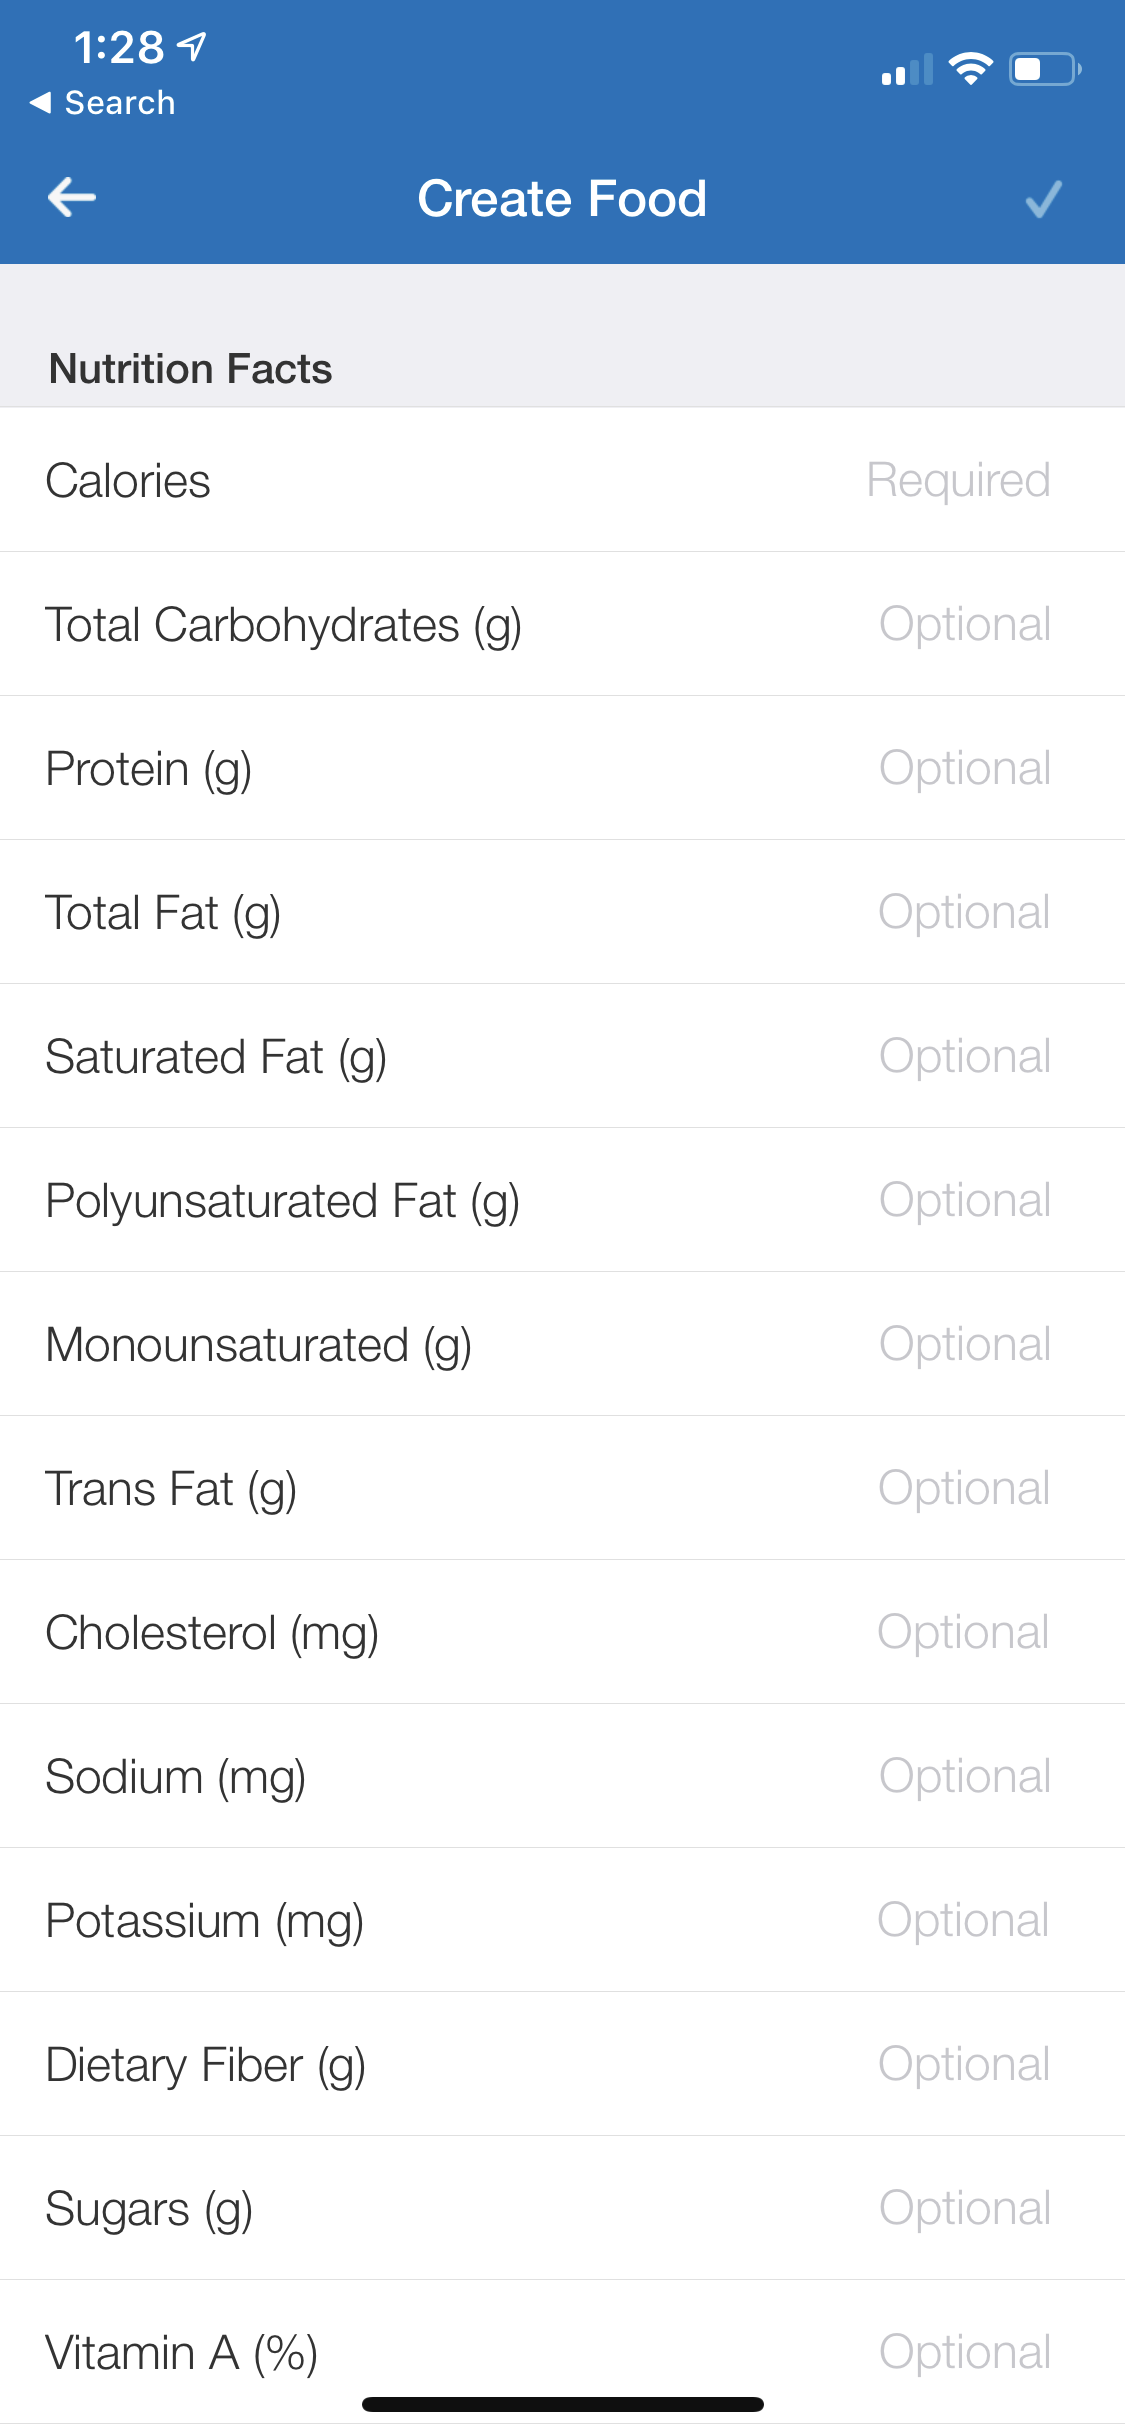 1:28
Search
Create Food
Nutrition Facts
Calories Required
Total Carbohydrates (g) Optional
Protein (g) Optional
Total Fat (g) Optional
Saturated Fat (g) Optional
Polyunsaturated Fat (g) Optional
Monounsaturated (g) Optional
Trans Fat (g) Optional
Cholesterol (mg) Optional
Sodium (mg) Optional
Potassium (mg) Optional
Dietary Fiber (g) Optional
Sugars (g) Optional
Vitamin A (%) Optional